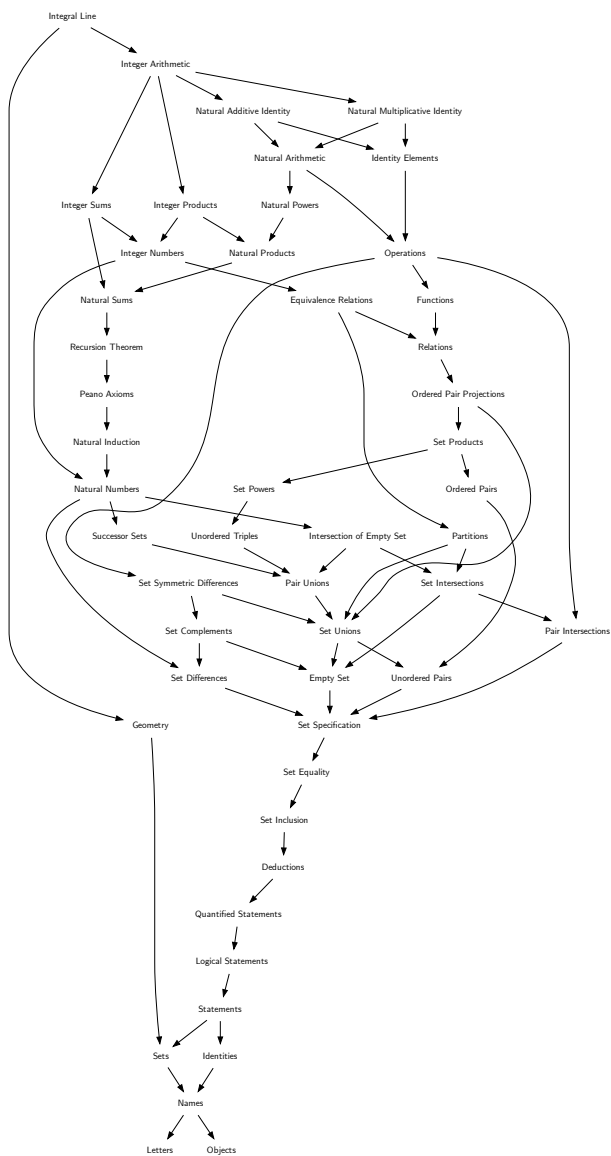 Integral Line
Integer Arithmetic
Natural Additive Identity
Natural Multiplicative Identity
Natural Arithmetic
Identity Elements
Integer Sums
Integer Products
Natural Powers
Integer Numbers
Natural Products
Operations
Natural Sums
Equivalence Relations
Functions
Recursion Theorem
Relations
Peano Axioms
Ordered Pair Projections
Natural Induction
Set Products
Natural Numbers
Set Powers
Ordered Pairs
Successor Sets
Unordered Triples
Intersection of Empty Set
Partitions
Set Symmetric Differences
Pair Unions
Set Intersections
Set Complements
Set Unions
Pair Intersections
Set Differences
Empty Set
Unordered Pairs
Geometry
Set Specification
Set Equality
Set Inclusion
Deductions
Quantified Statements
Logical Statements
Statements
Sets
Identities
Names
Letters
Objects